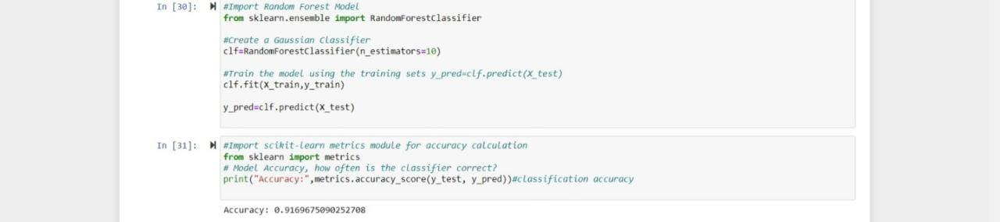 In [30]: #Import Random Forest Model
from sklearn.ensemble import RandomForestClassifier
#Create a Gaussian Classifier
clf=RandomForestClassifier(n_estimators=10)
#Train the model using the training sets y_pred=clf.predict(X_test)
clf.fit(X_train,y_train)
y_pred=clf.predict(X_test)
In [31]: #Import scikit-learn metrics module for accuracy calculation
from sklearn import metrics
# Model Accuracy, how often is the classifier correct?
print("Accuracy:",metrics.accuracy_score(y_test, y_pred))#classification accuracy
Accuracy: 0.9169675090252708